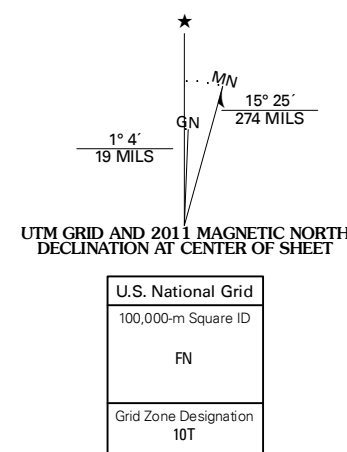 ★
MN
GN
15° 25´
274 MILS
1° 4´
19 MILS
UTM GRID AND 2011 MAGNETIC NORTH
DECLINATION AT CENTER OF SHEET
U.S. National Grid
100,000-m Square ID
FN
Grid Zone Designation
10T